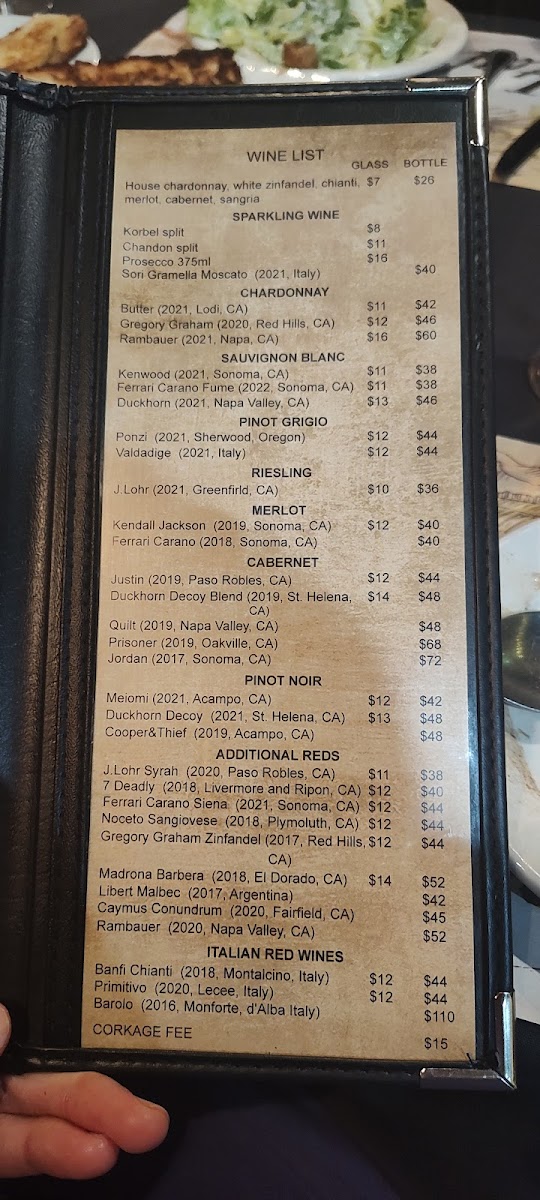 WINE LIST
GLASS BOTTLE
House chardonnay, white zinfandel, chianti, $7 $26
merlot, cabernet, sangria
SPARKLING WINE
Korbel split $8
Chandon split $11
Prosecco 375ml $16
Sori Gramella Moscato (2021, Italy) $40
CHARDONNAY
Butter (2021, Lodi, CA) $11 $42
Gregory Graham (2020, Red Hills, CA) $12 $46
Rambauer (2021, Napa, CA) $16 $60
SAUVIGNON BLANC
Kenwood (2021, Sonoma, CA) $11 $38
Ferrari Carano Fume (2022, Sonoma, CA) $11 $38
Duckhorn (2021, Napa Valley, CA) $13 $46
PINOT GRIGIO
Ponzi (2021, Sherwood, Oregon) $12 $44
Valdadige (2021, Italy) $12 $44
RIESLING
J.Lohr (2021, Greenfirld, CA) $10 $36
MERLOT
Kendall Jackson (2019, Sonoma, CA) $12 $40
Ferrari Carano (2018, Sonoma, CA) $40
CABERNET
Justin (2019, Paso Robles, CA) $12 $44
Duckhorn Decoy Blend (2019, St. Helena, $14 $48
CA)
Quilt (2019, Napa Valley, CA) $48
Prisoner (2019, Oakville, CA) $68
Jordan (2017, Sonoma, CA) $72
PINOT NOIR
Meiomi (2021, Acampo, CA) $12 $42
Duckhorn Decoy (2021, St. Helena, CA) $13 $48
Cooper&Thief (2019, Acampo, CA) $48
ADDITIONAL REDS
J.Lohr Syrah (2020, Paso Robles, CA) $11 $38
7 Deadly (2018, Livermore and Ripon, CA) $12 $40
Ferrari Carano Siena (2021, Sonoma, CA) $12 $44
Noceto Sangiovese (2018, Plymoluth, CA) $12 $44
Gregory Graham Zinfandel (2017, Red Hills, $12 $44
CA)
Madrona Barbera (2018, El Dorado, CA) $14 $52
Libert Malbec (2017, Argentina) $42
Caymus Conundrum (2020, Fairfield, CA) $45
Rambauer (2020, Napa Valley, CA) $52
ITALIAN RED WINES
Banfi Chianti (2018, Montalcino, Italy) $12 $44
Primitivo (2020, Lecee, Italy) $12 $44
Barolo (2016, Monforte, d'Alba Italy) $110
CORKAGE FEE $15